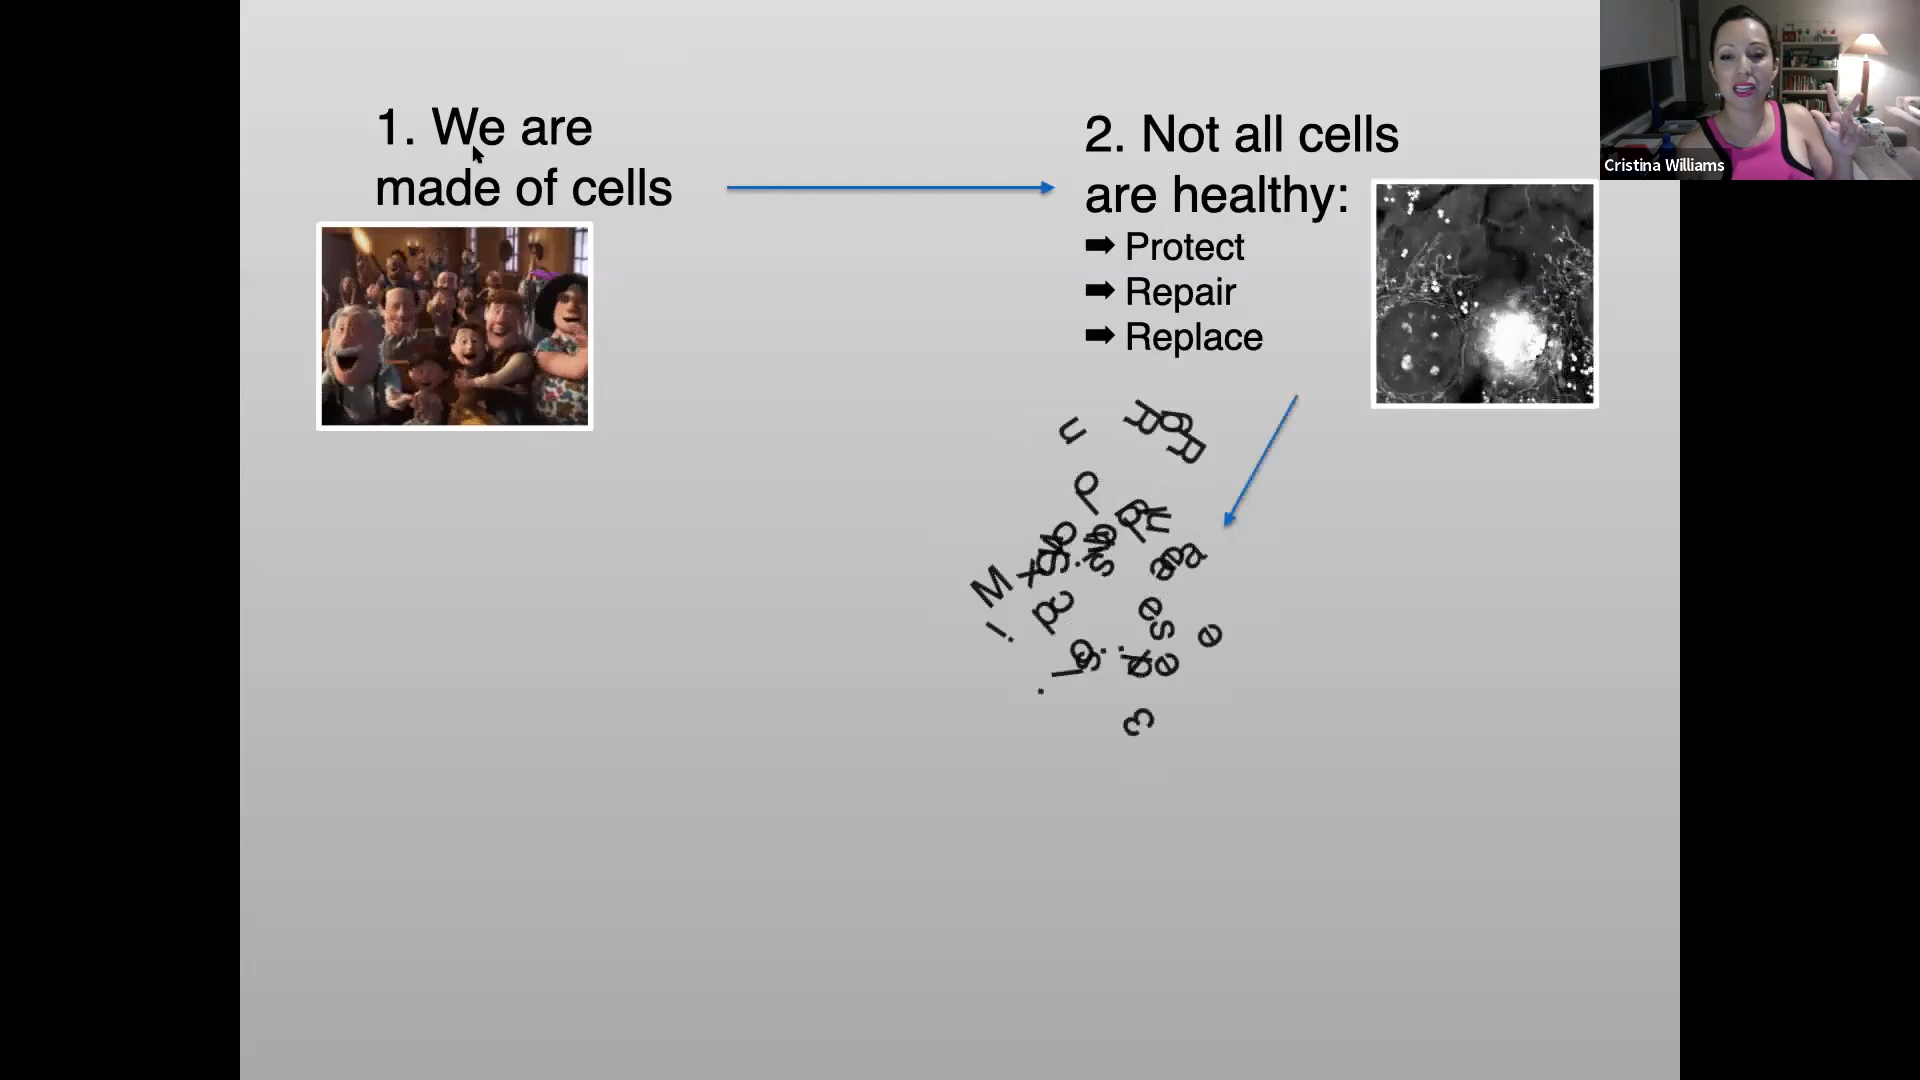 1. We are
made of cells
2. Not all cells
are healthy:
➡ Protect
➡ Repair
➡ Replace
Cristina Williams